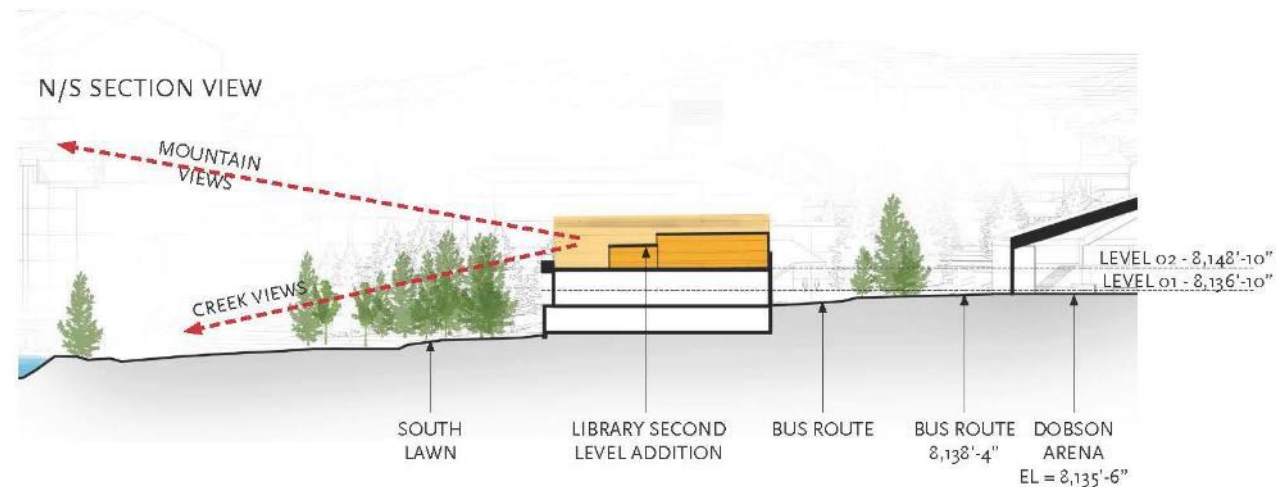 N/S SECTION VIEW
MOUNTAIN
VIEWS
CREEK VIEWS
LEVEL 02 - 8,148'-10"
LEVEL 01 - 8,136'-10"
SOUTH
LAWN
LIBRARY SECOND
LEVEL ADDITION
BUS ROUTE
BUS ROUTE
8,138'-4"
DOBSON
ARENA
EL = 8,135'-6"